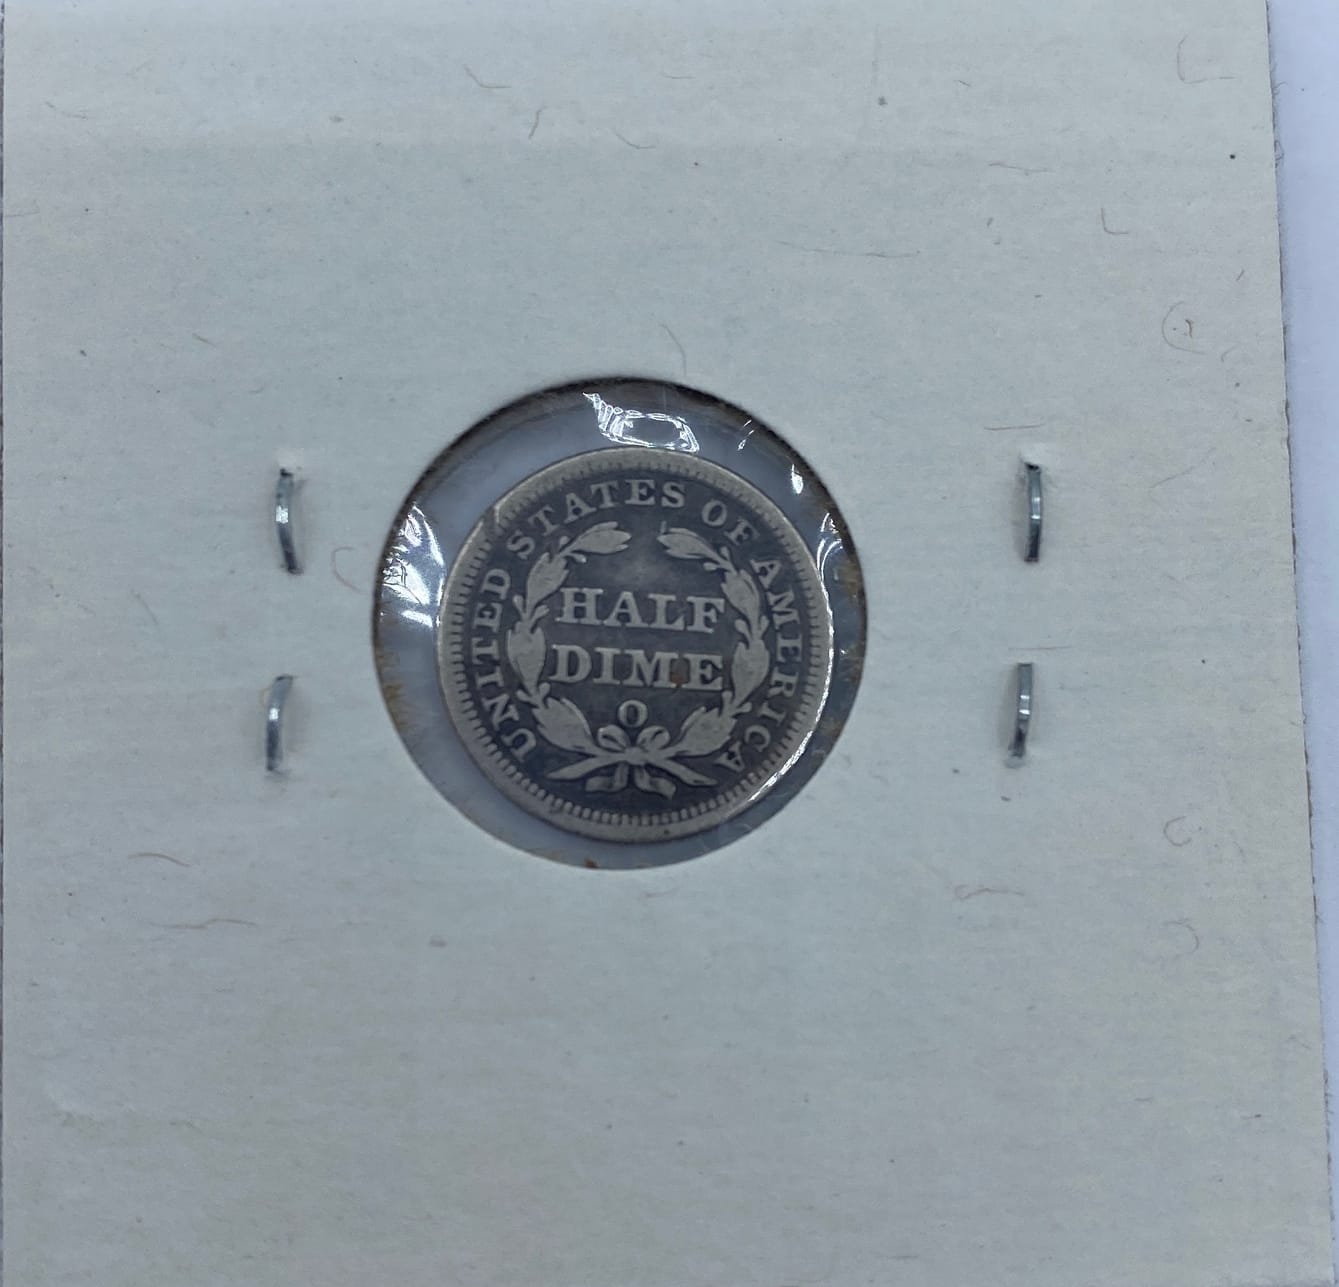 UNITED STATES OF AMERICA
HALF
DIME
O